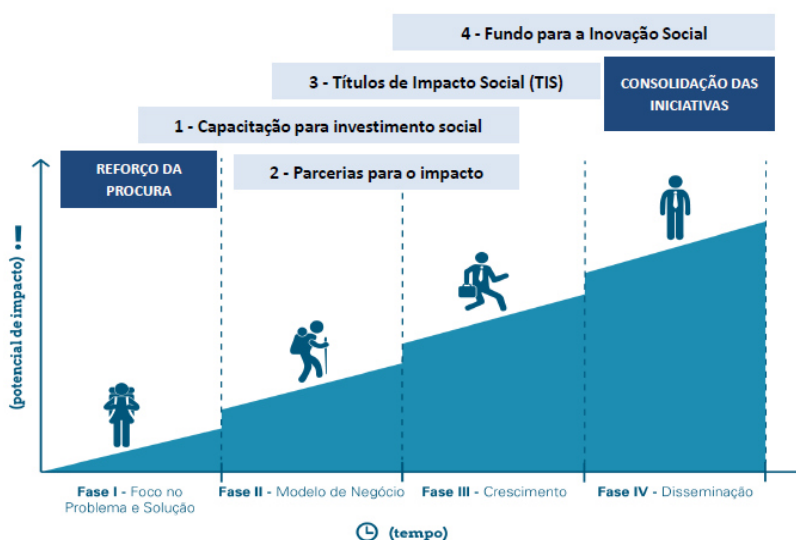 4 - Fundo para a Inovação Social
3 - Títulos de Impacto Social (TIS)
CONSOLIDAÇÃO DAS
INICIATIVAS
1 - Capacitação para investimento social
REFORÇO DA
PROCURA
2 - Parcerias para o impacto
(potencial de impacto) !
Fase I - Foco no
Problema e Solução
Fase II - Modelo de Negócio
Fase III - Crescimento
Fase IV - Disseminação
(tempo)